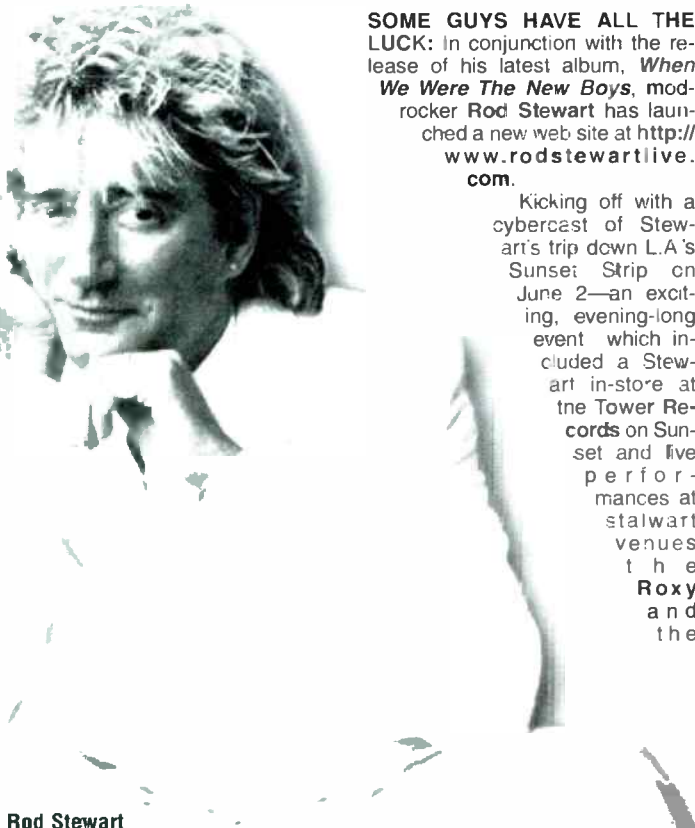 SOME GUYS HAVE ALL THE
LUCK: In conjunction with the re-
lease of his latest album, When
We Were The New Boys, mod-
rocker Rod Stewart has laun-
ched a new web site at http://
www.rodstewartlive.
com.
Kicking off with a
cybercast of Stew-
art's trip down L.A.'s
Sunset Strip on
June 2—an excit-
ing, evening-long
event which in-
cluded a Stew-
art in-store at
the Tower Re-
cords on Sun-
set and live
perfor-
mances at
stalwart
venues
the
Roxy
and
the
Rod Stewart